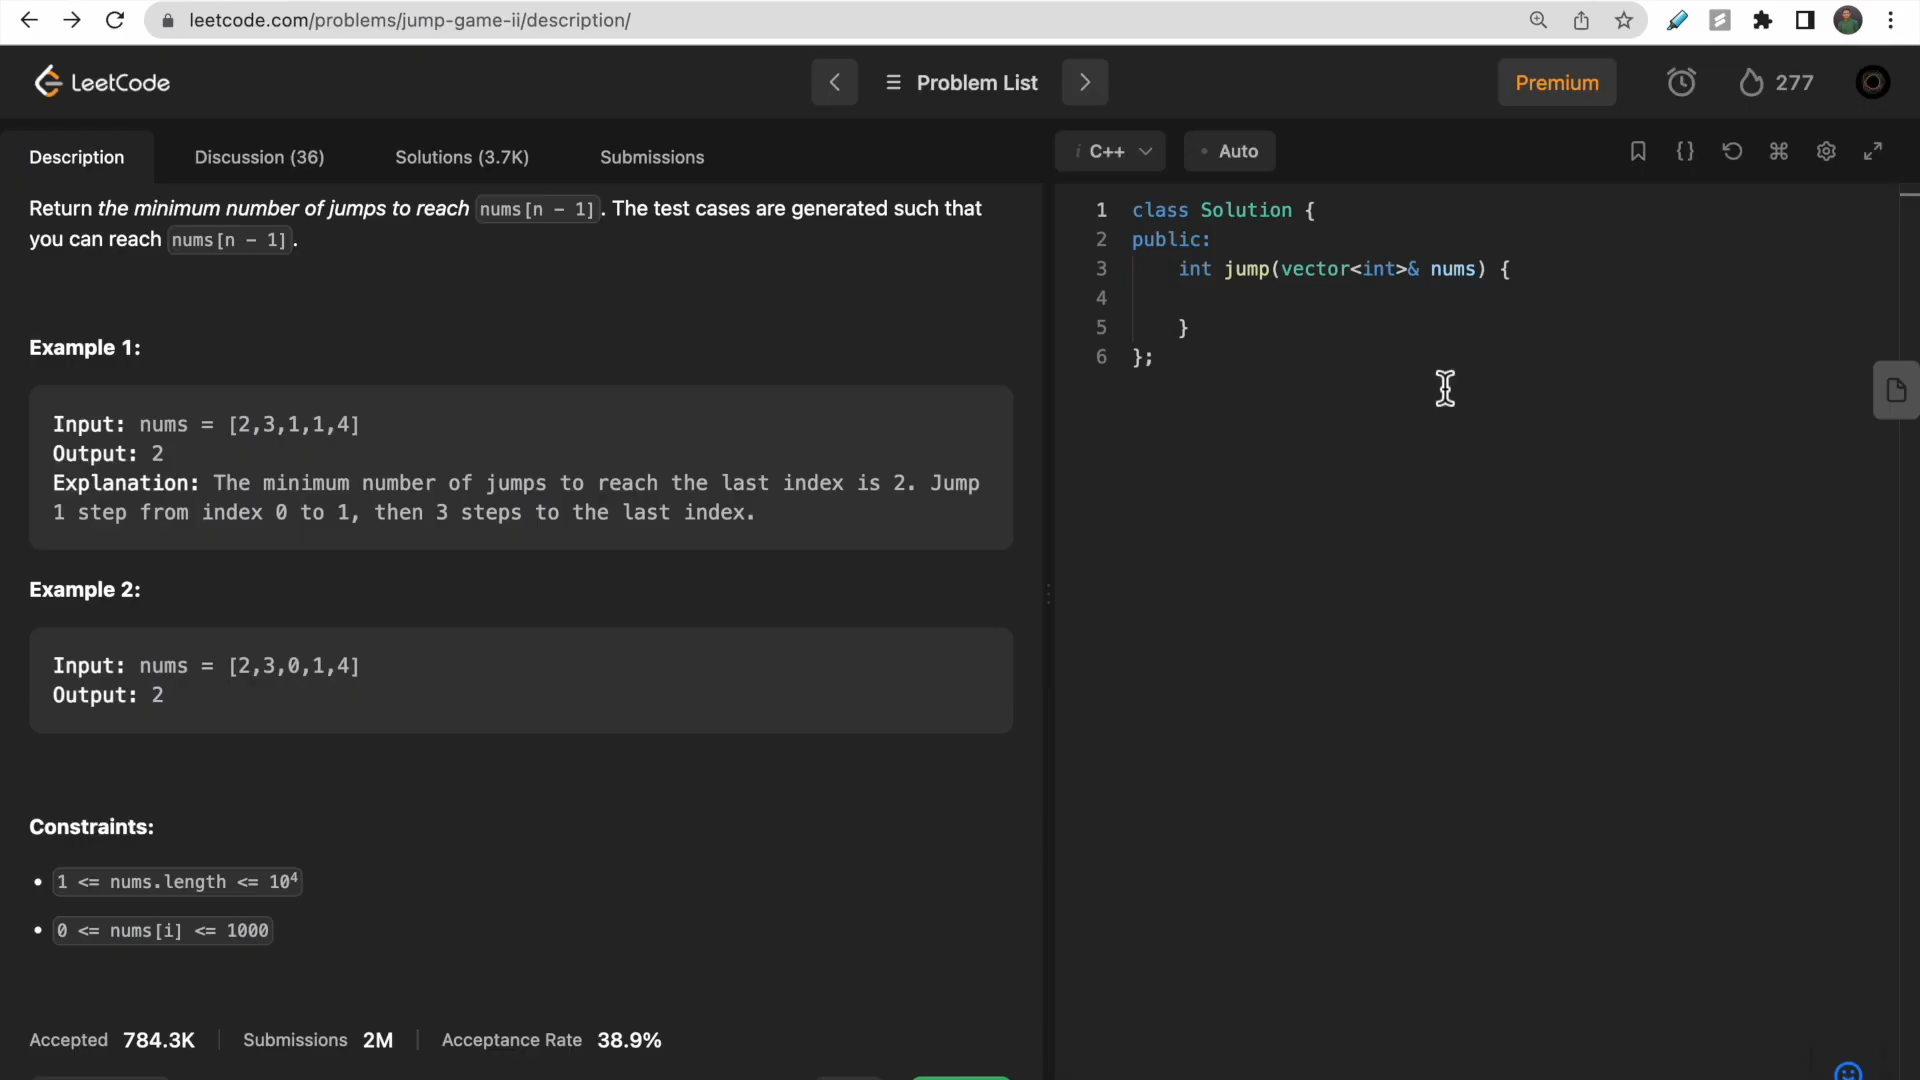 leetcode.com/problems/jump-game-ii/description/
LeetCode
Problem List
Premium
277
Description
Discussion (36)
Solutions (3.7K)
Submissions
i C++
Auto
Return the minimum number of jumps to reach nums[n - 1]. The test cases are generated such that
you can reach nums[n - 1].
Example 1:
Input: nums = [2,3,1,1,4]
Output: 2
Explanation: The minimum number of jumps to reach the last index is 2. Jump
1 step from index 0 to 1, then 3 steps to the last index.
Example 2:
Input: nums = [2,3,0,1,4]
Output: 2
Constraints:
• 1 <= nums.length <= 10⁴
• 0 <= nums[i] <= 1000
Accepted 784.3K
Submissions 2M
Acceptance Rate 38.9%
1 class Solution {
2 public:
3 int jump(vector<int>& nums) {
4
5 }
6 };